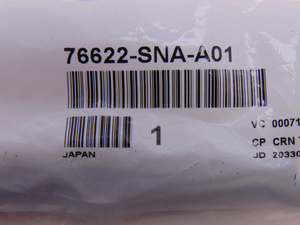 76622-SNA-A01
1
VC 00071
CP CRN
JAPAN
JD 20330